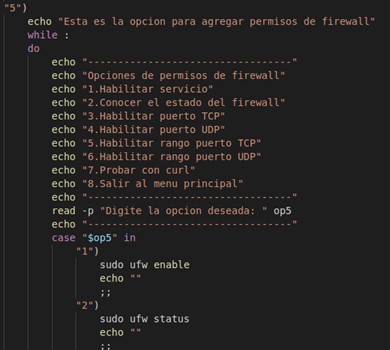 "5")
echo "Esta es la opcion para agregar permisos de firewall"
while :
do
echo "----------------------------------"
echo "Opciones de permisos de firewall"
echo "1.Habilitar servicio"
echo "2.Conocer el estado del firewall"
echo "3.Habilitar puerto TCP"
echo "4.Habilitar puerto UDP"
echo "5.Habilitar rango puerto TCP"
echo "6.Habilitar rango puerto UDP"
echo "7.Probar con curl"
echo "8.Salir al menu principal"
echo "----------------------------------"
read -p "Digite la opcion deseada: " op5
echo "----------------------------------"
case "$op5" in
"1")
sudo ufw enable
echo ""
;;
"2")
sudo ufw status
echo ""
;;